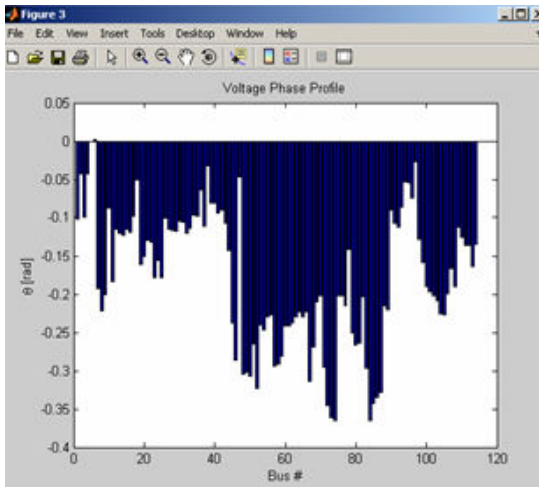 Figure 3
File Edit View Insert Tools Desktop Window Help
Voltage Phase Profile
0.05
0
-0.05
-0.1
-0.15
-0.2
-0.25
-0.3
-0.35
-0.4
θ [rad]
0 20 40 60 80 100 120
Bus #